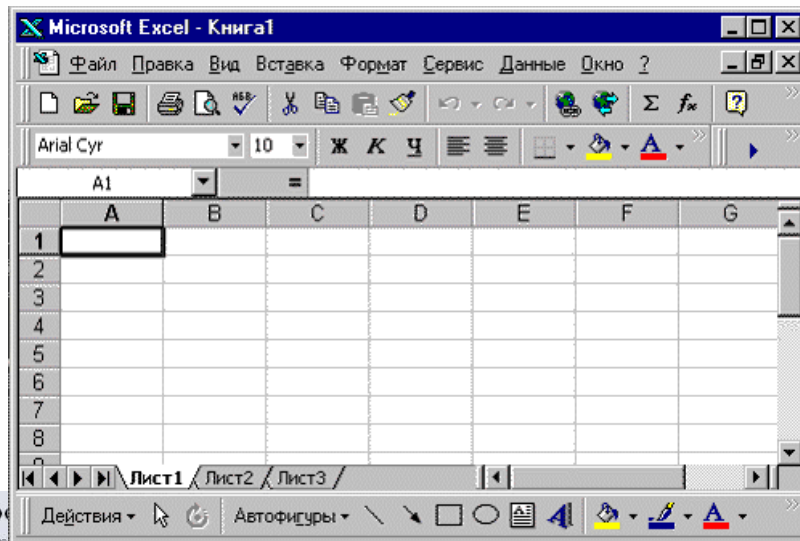 Microsoft Excel - Книга1
Файл Правка Вид Вставка Формат Сервис Данные Окно ?
Arial Cyr 10 Ж К Ч
A1 =
A B C D E F G
1
2
3
4
5
6
7
8
Лист1 Лист2 Лист3
Действия Автофигуры